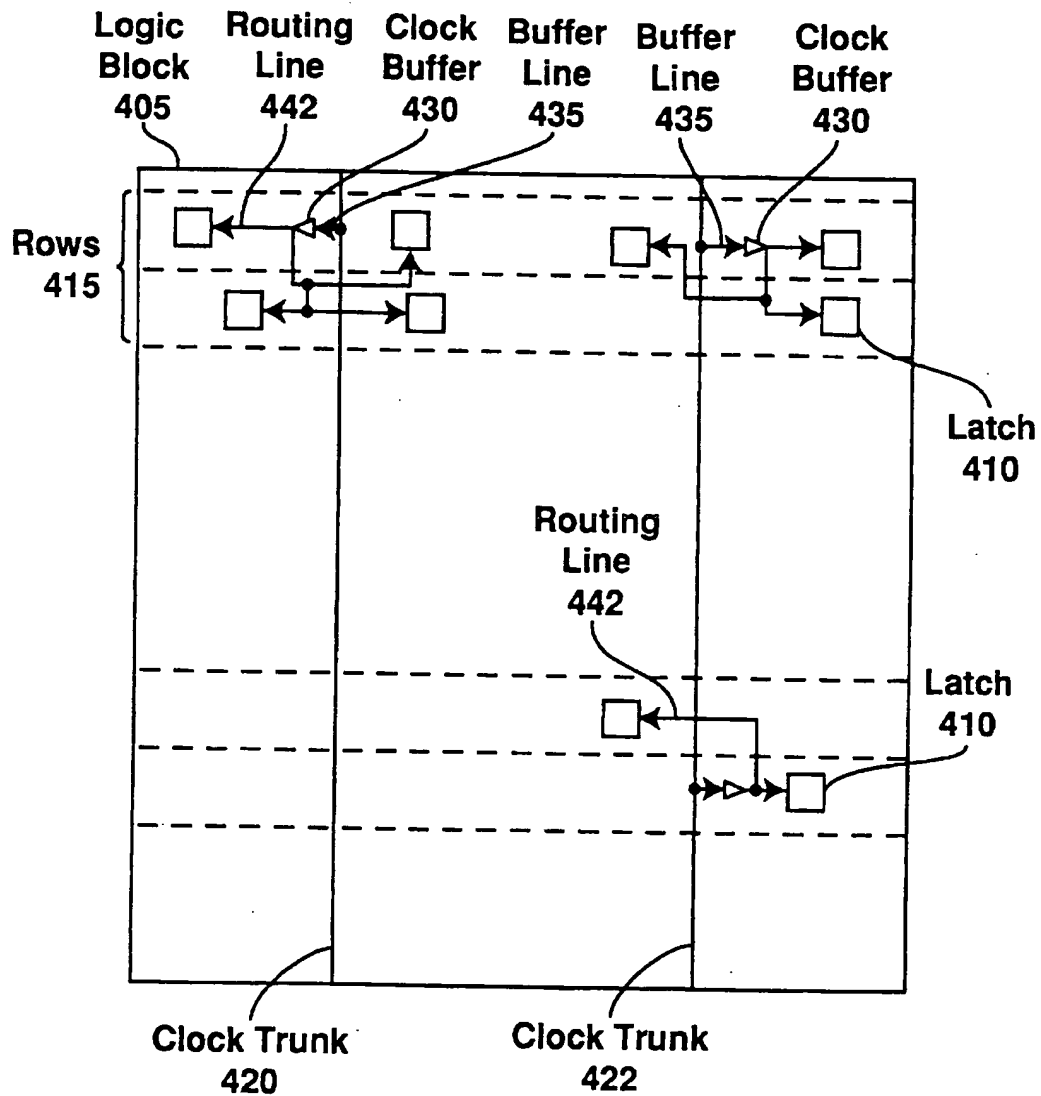 Logic
Block
405
Routing
Line
442
Clock
Buffer
430
Buffer
Line
435
Buffer
Line
435
Clock
Buffer
430
Rows
415
Latch
410
Routing
Line
442
Latch
410
Clock Trunk
420
Clock Trunk
422